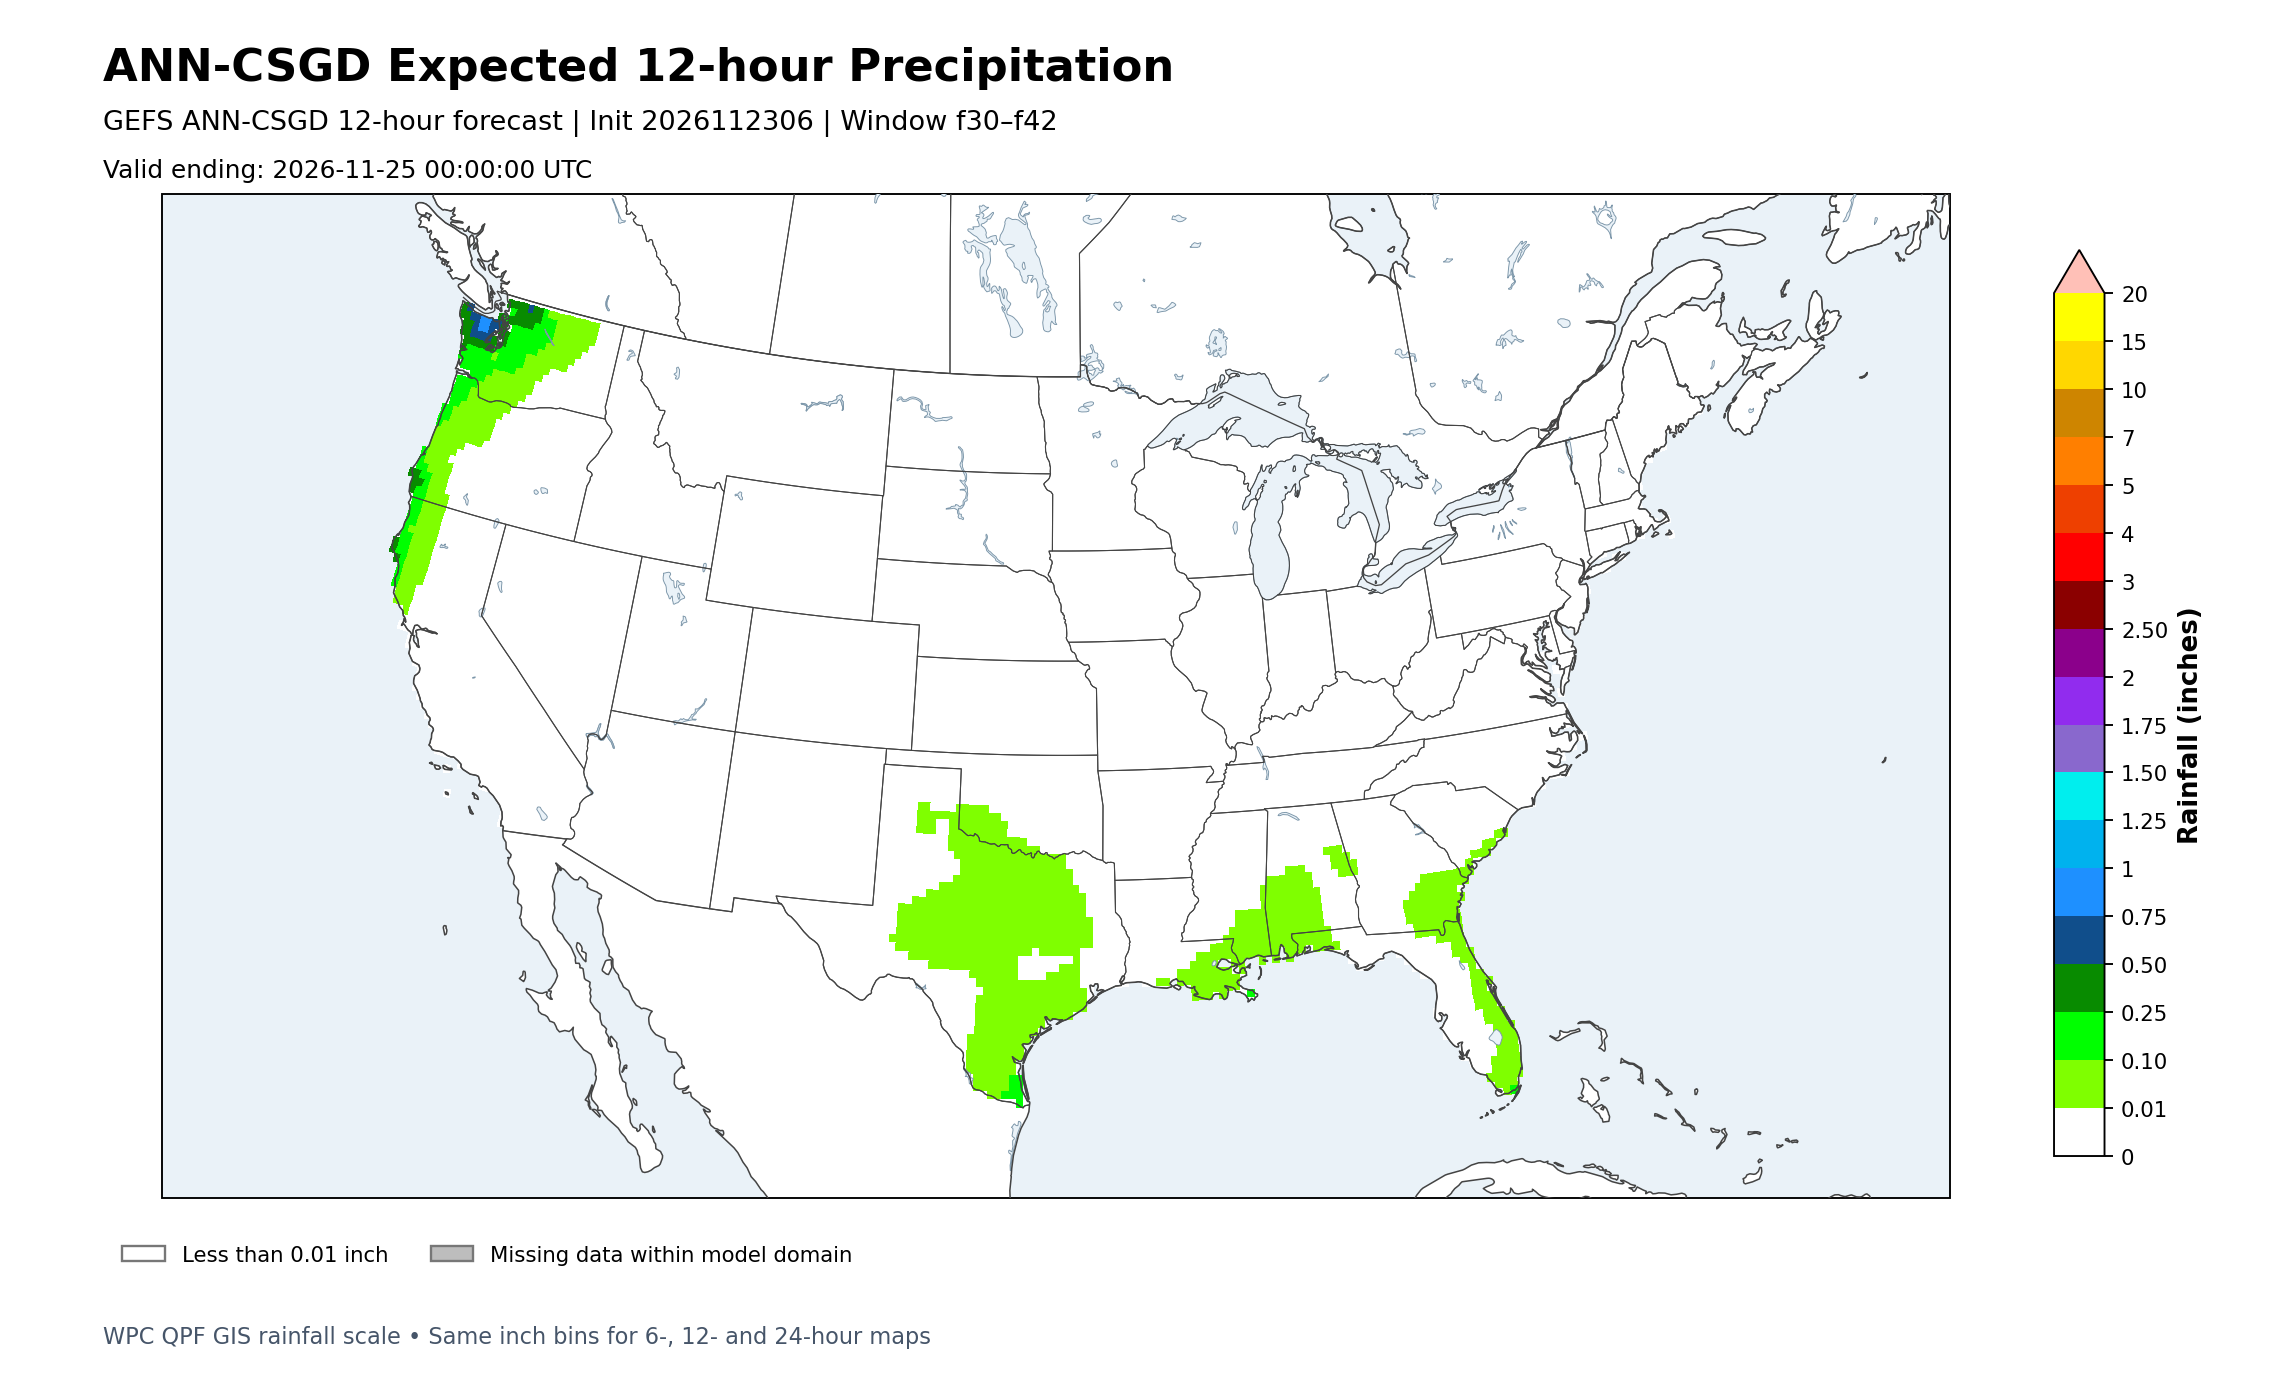 ANN-CSGD Expected 12-hour Precipitation
GEFS ANN-CSGD 12-hour forecast | Init 2026112306 | Window f30–f42
Valid ending: 2026-11-25 00:00:00 UTC
20
15
10
7
5
4
3
2.50
2
1.75
1.50
1.25
1
0.75
0.50
0.25
0.10
0.01
0
Rainfall (inches)
Less than 0.01 inch
Missing data within model domain
WPC QPF GIS rainfall scale • Same inch bins for 6-, 12- and 24-hour maps